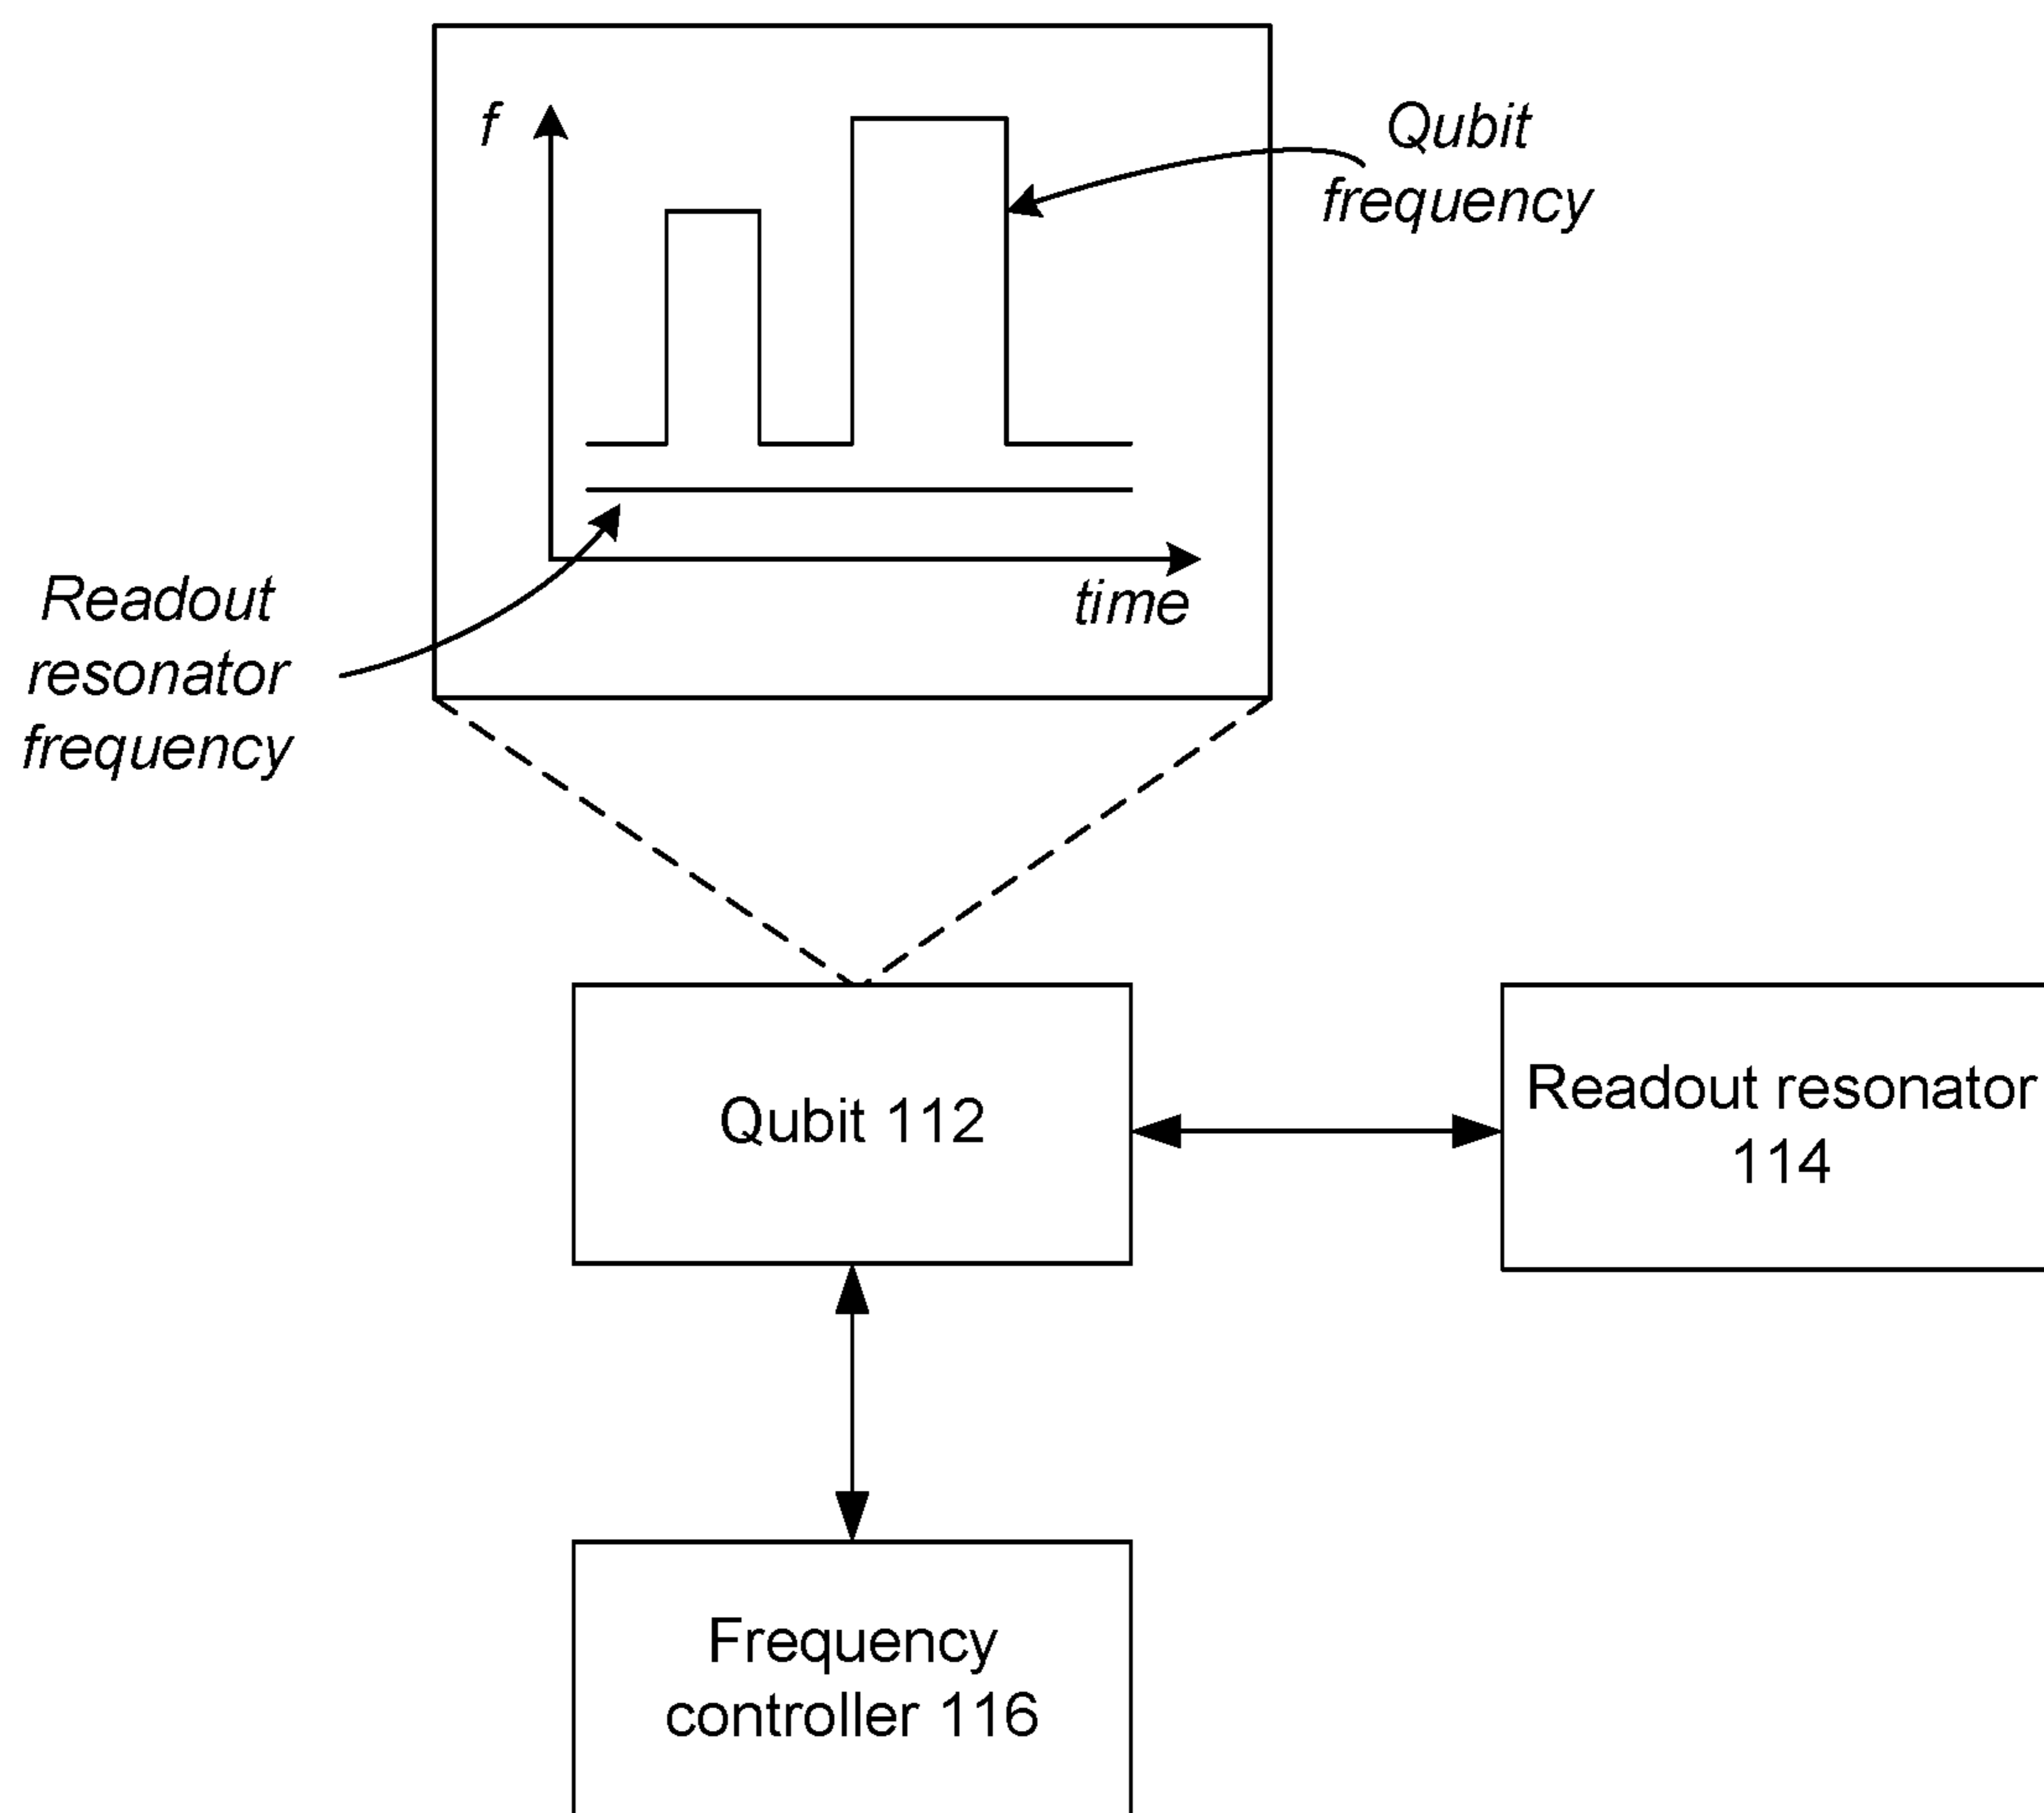 f
Qubit
frequency
time
Readout
resonator
frequency
Qubit 112
Readout resonator
114
Frequency
controller 116